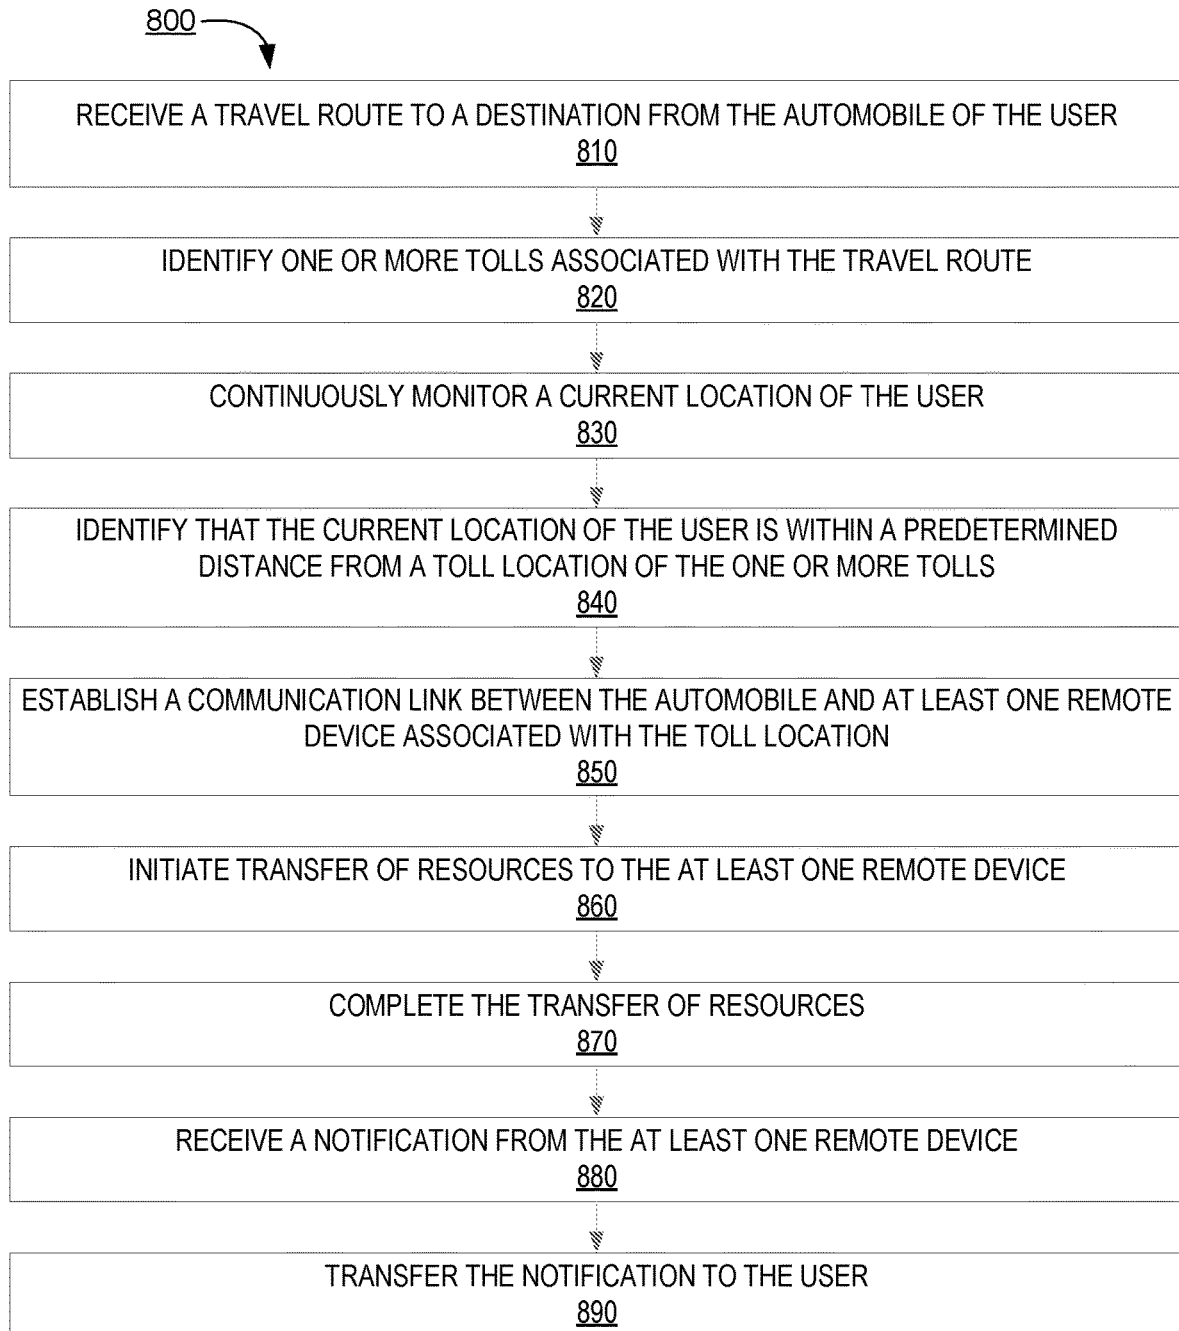 800
RECEIVE A TRAVEL ROUTE TO A DESTINATION FROM THE AUTOMOBILE OF THE USER
810
IDENTIFY ONE OR MORE TOLLS ASSOCIATED WITH THE TRAVEL ROUTE
820
CONTINUOUSLY MONITOR A CURRENT LOCATION OF THE USER
830
IDENTIFY THAT THE CURRENT LOCATION OF THE USER IS WITHIN A PREDETERMINED
DISTANCE FROM A TOLL LOCATION OF THE ONE OR MORE TOLLS
840
ESTABLISH A COMMUNICATION LINK BETWEEN THE AUTOMOBILE AND AT LEAST ONE REMOTE
DEVICE ASSOCIATED WITH THE TOLL LOCATION
850
INITIATE TRANSFER OF RESOURCES TO THE AT LEAST ONE REMOTE DEVICE
860
COMPLETE THE TRANSFER OF RESOURCES
870
RECEIVE A NOTIFICATION FROM THE AT LEAST ONE REMOTE DEVICE
880
TRANSFER THE NOTIFICATION TO THE USER
890